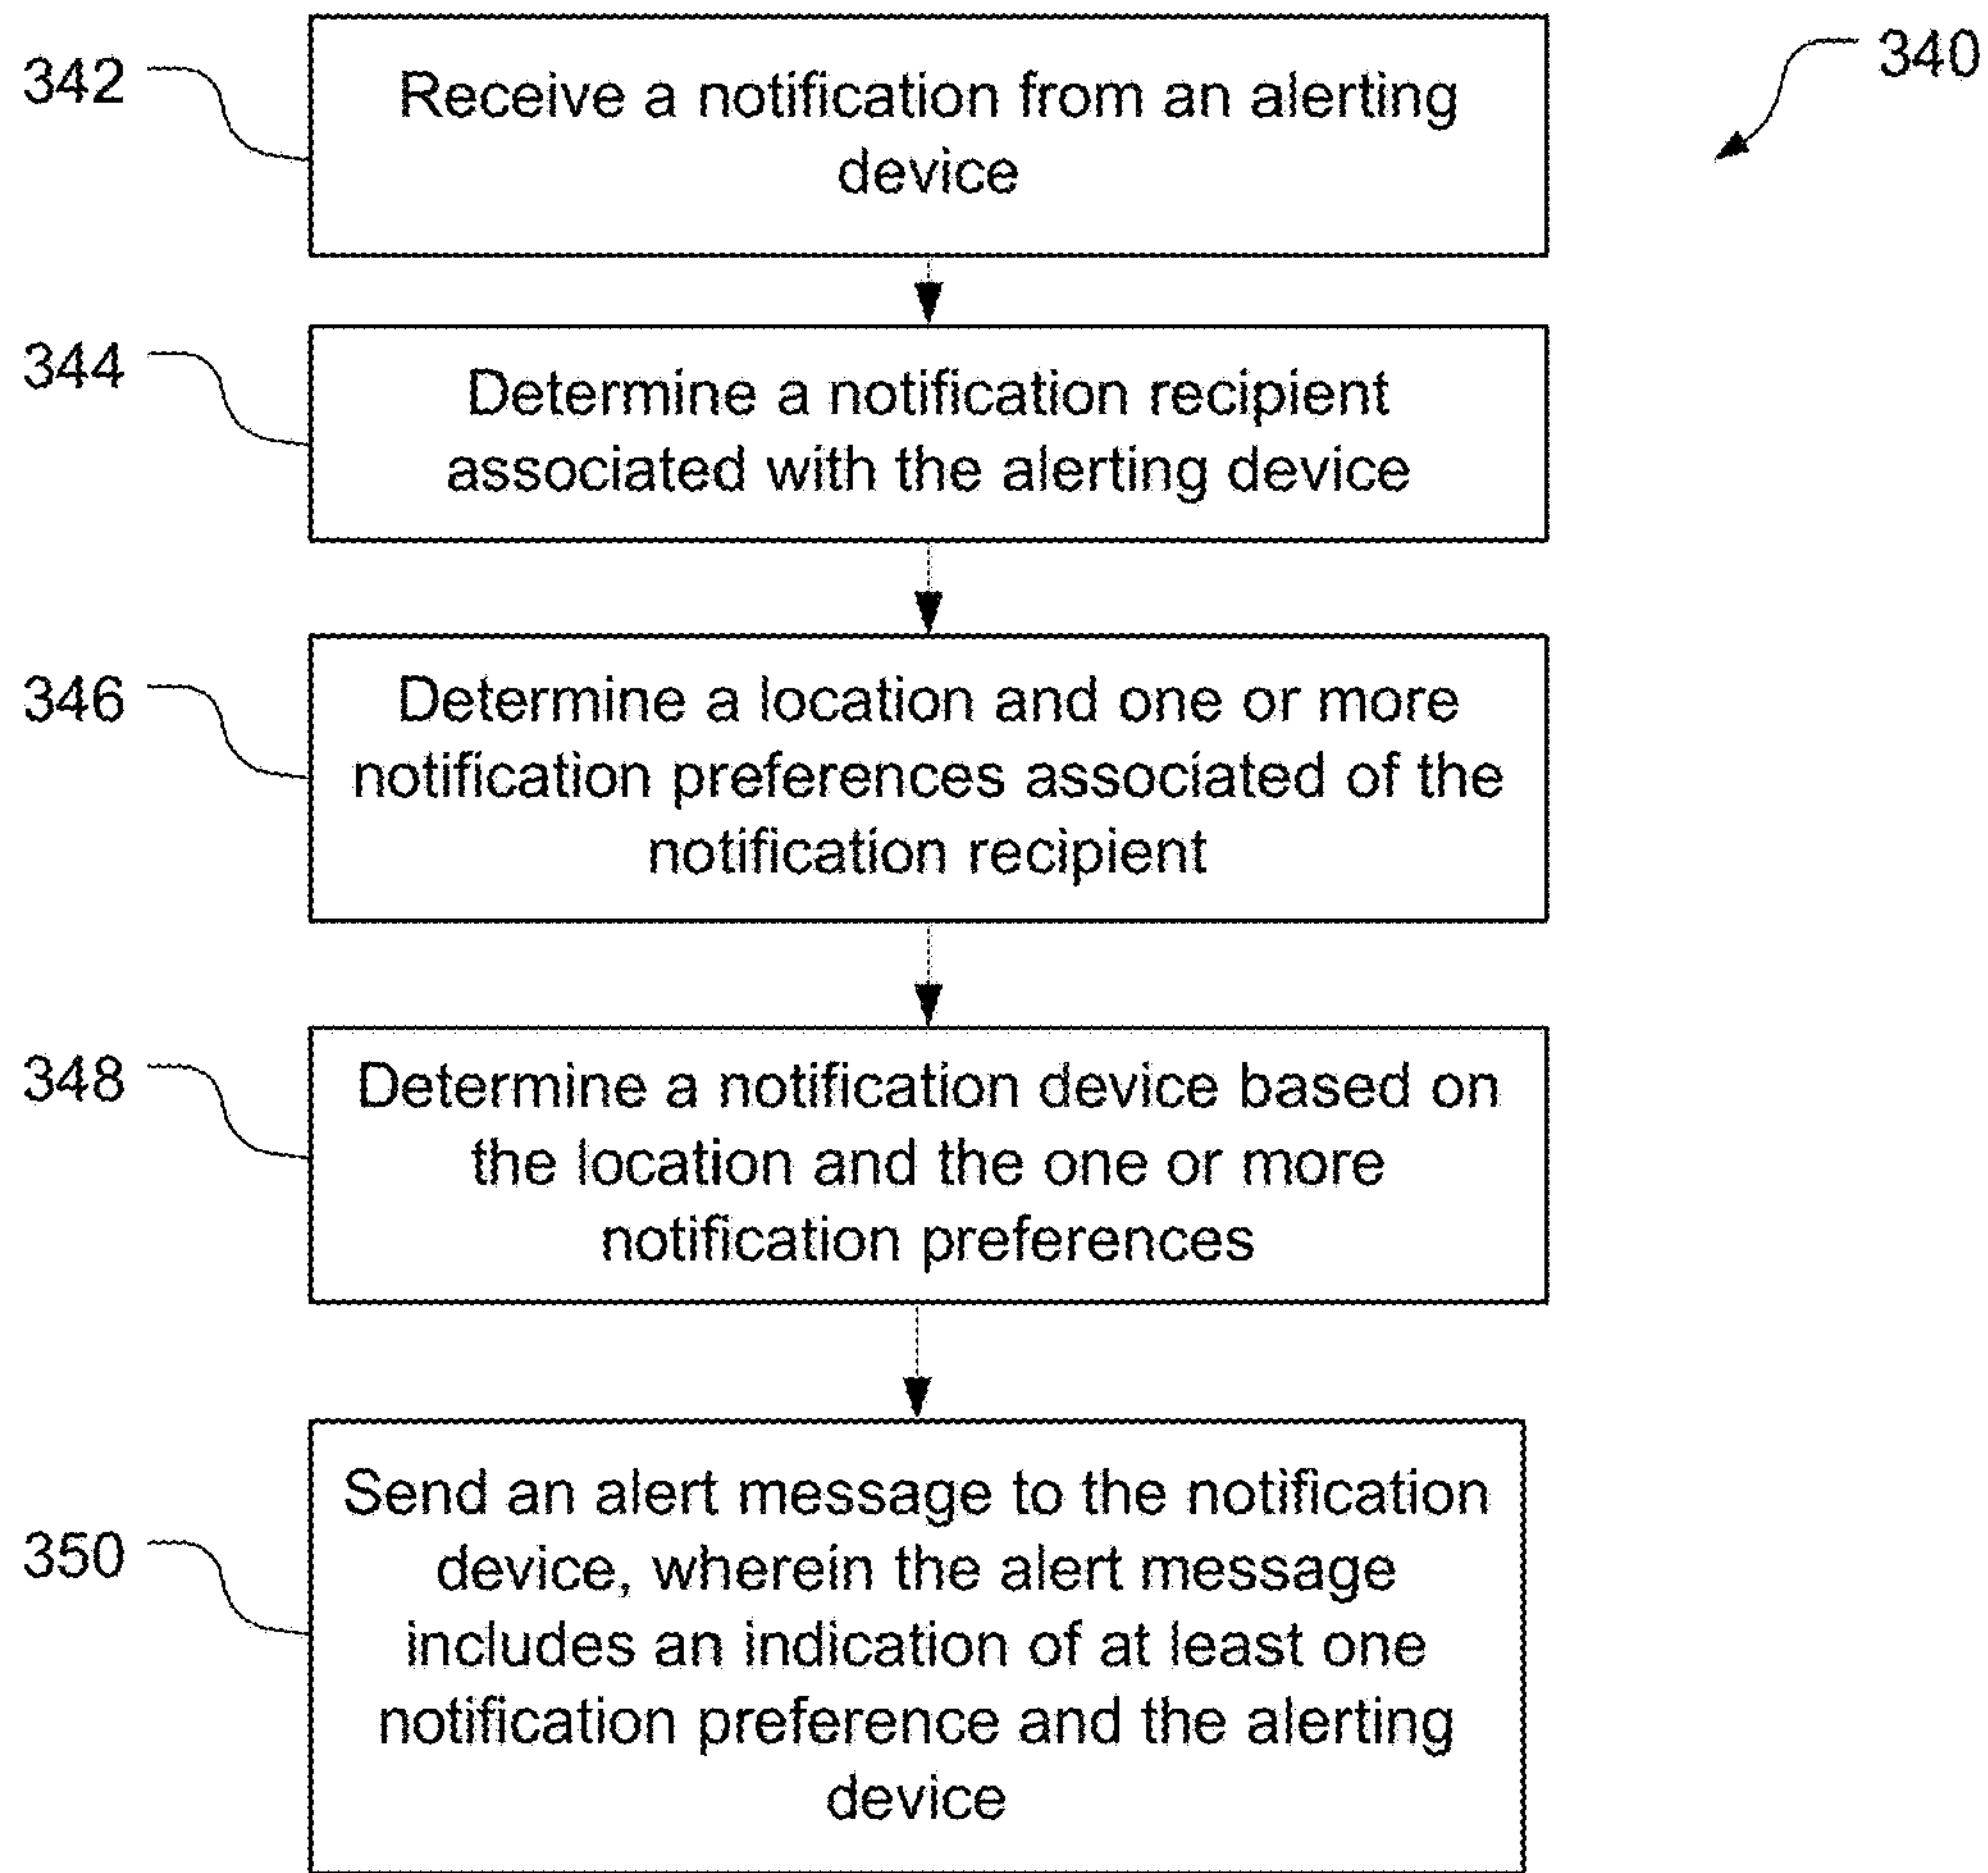 340
342
Receive a notification from an alerting
device
344
Determine a notification recipient
associated with the alerting device
346
Determine a location and one or more
notification preferences associated of the
notification recipient
348
Determine a notification device based on
the location and the one or more
notification preferences
350
Send an alert message to the notification
device, wherein the alert message
includes an indication of at least one
notification preference and the alerting
device